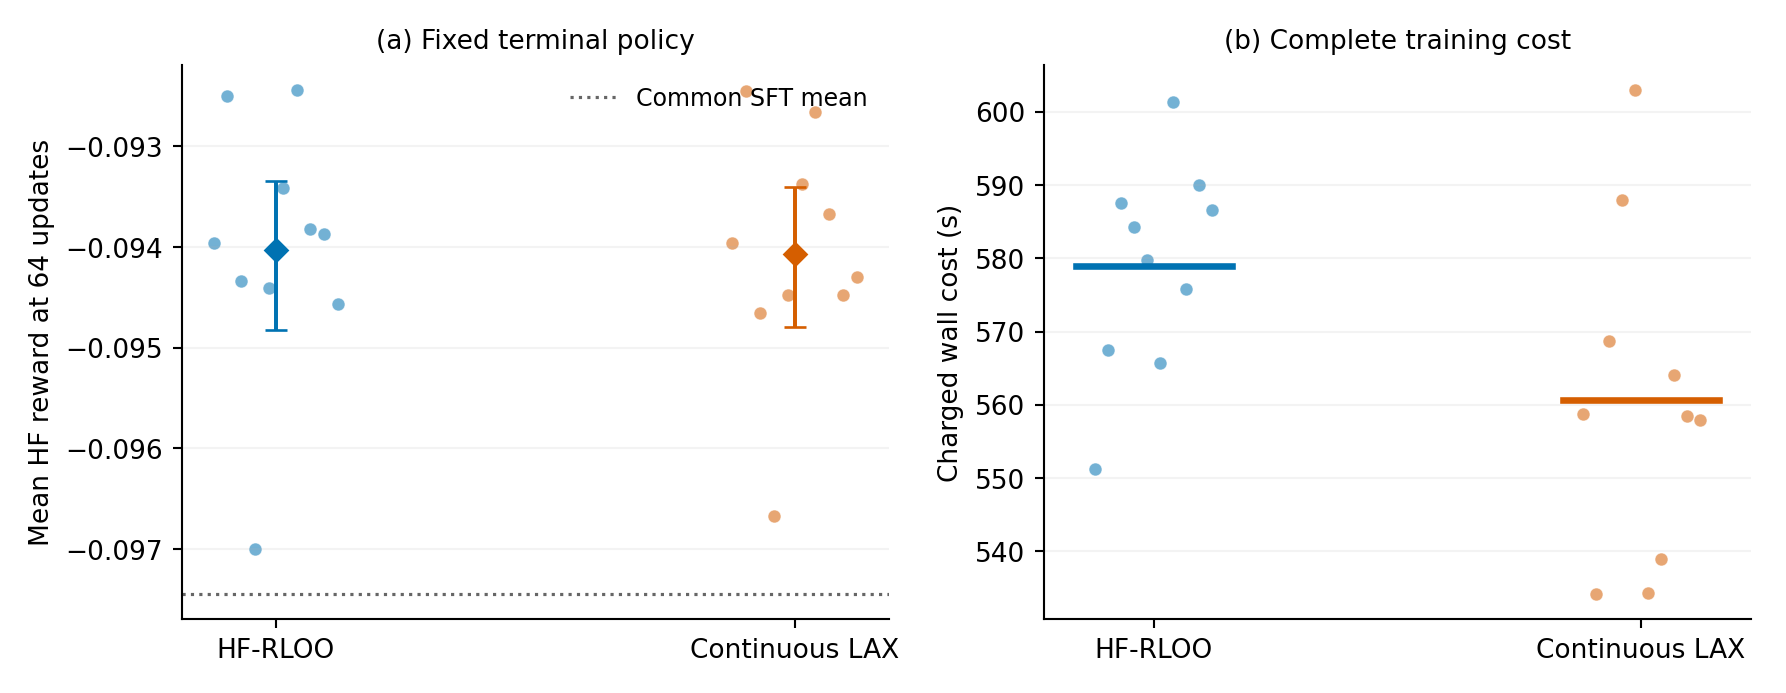 (a) Fixed terminal policy
Common SFT mean
Mean HF reward at 64 updates
−0.093
−0.094
−0.095
−0.096
−0.097
HF-RLOO
Continuous LAX
(b) Complete training cost
Charged wall cost (s)
600
590
580
570
560
550
540
HF-RLOO
Continuous LAX